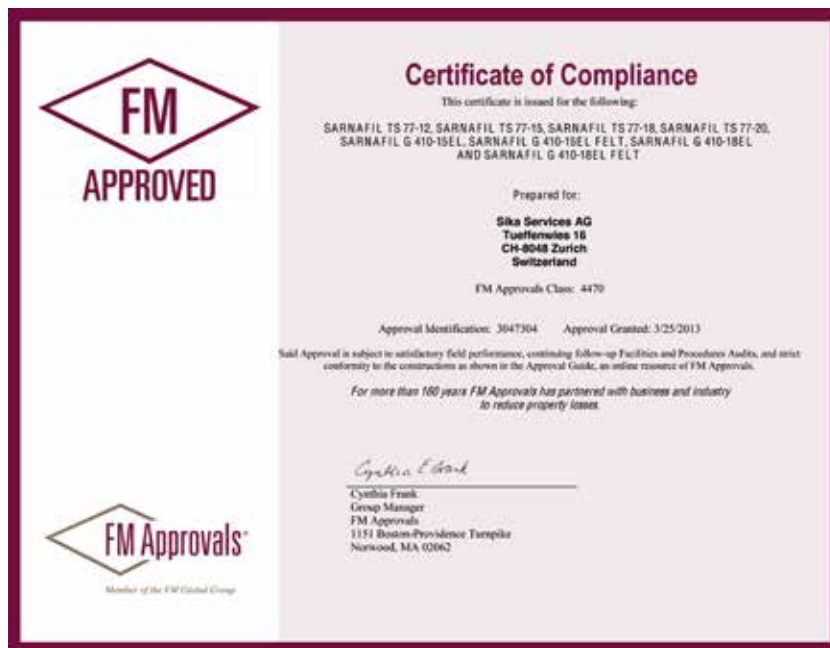 FM
APPROVED
Certificate of Compliance
This certificate is issued for the following:
SARNAFIL TS 77-12, SARNAFIL TS 77-15, SARNAFIL TS 77-18, SARNAFIL TS 77-20,
SARNAFIL G 410-15EL, SARNAFIL G 410-15EL FELT, SARNAFIL G 410-18EL
AND SARNAFIL G 410-18EL FELT
Prepared for:
Sika Services AG
Tueffenwies 16
CH-8048 Zurich
Switzerland
FM Approvals Class: 4470
Approval Identification: 3047304 Approval Granted: 3/25/2013
Said Approval is subject to satisfactory field performance, continuing follow-up Facilities and Procedures Audits, and strict
conformity to the constructions as shown in the Approval Guide, an online resource of FM Approvals.
For more than 160 years FM Approvals has partnered with business and industry
to reduce property losses.
Cynthia E Frank
Cynthia Frank
Group Manager
FM Approvals
1151 Boston-Providence Turnpike
Norwood, MA 02062
FM Approvals
Member of the FM Global Group